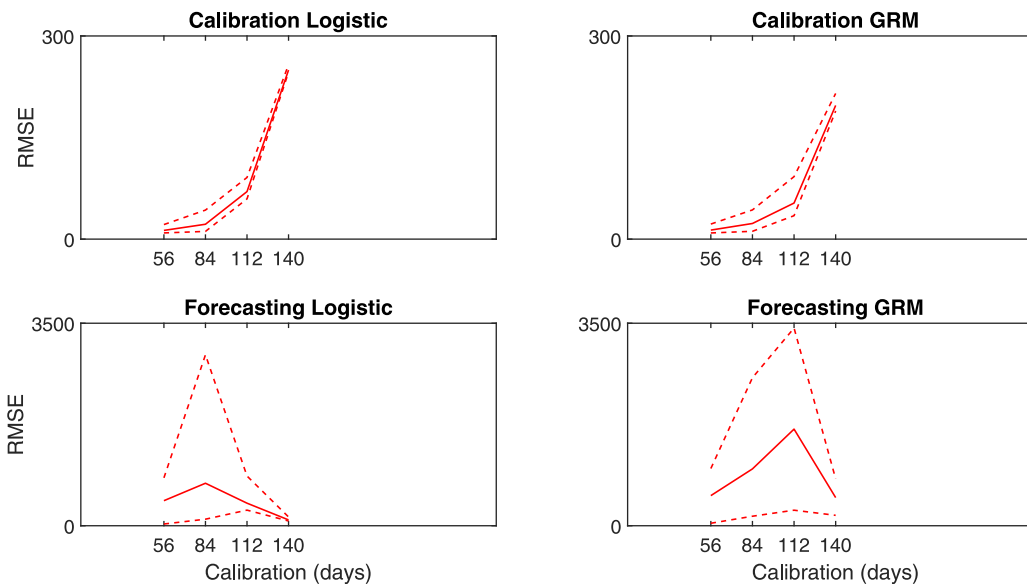 Calibration Logistic
300
RMSE
0
56 84 112 140
Calibration GRM
300
0
56 84 112 140
Forecasting Logistic
3500
RMSE
0
56 84 112 140
Calibration (days)
Forecasting GRM
3500
0
56 84 112 140
Calibration (days)